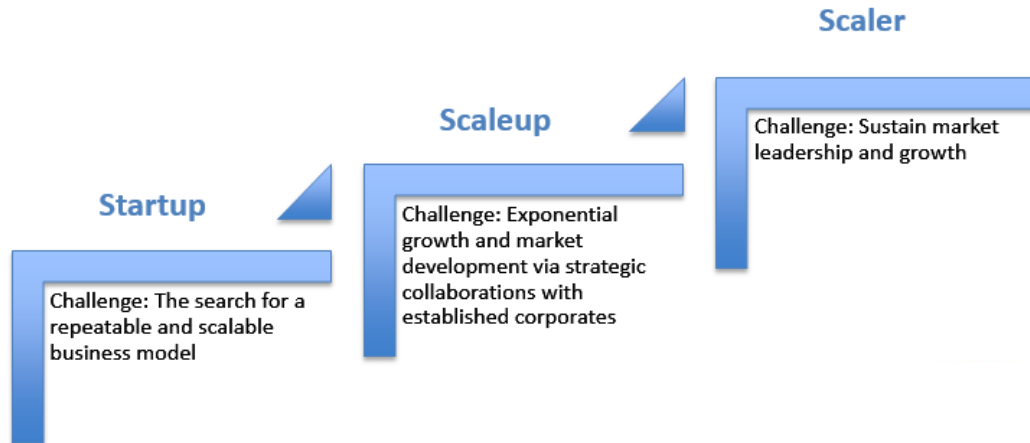 Startup
Challenge: The search for a
repeatable and scalable
business model
Scaleup
Challenge: Exponential
growth and market
development via strategic
collaborations with
established corporates
Scaler
Challenge: Sustain market
leadership and growth